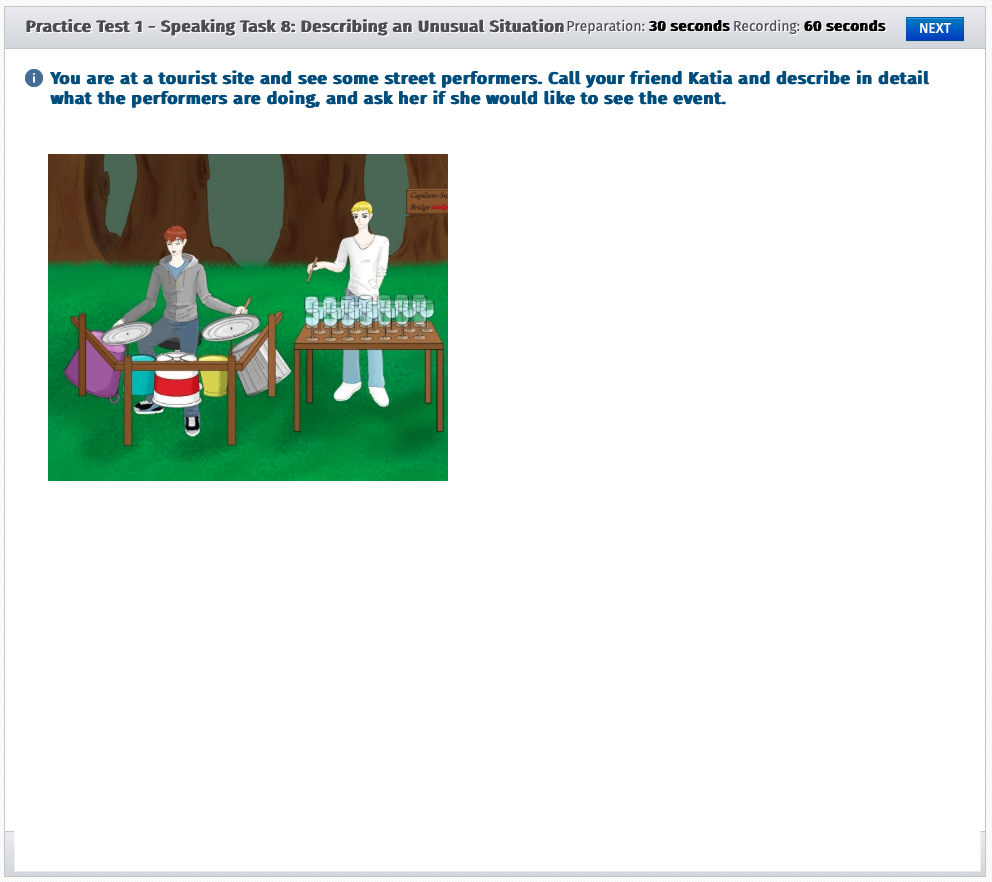 Practice Test 1 - Speaking Task 8: Describing an Unusual Situation Preparation: 30 seconds Recording: 60 seconds NEXT
You are at a tourist site and see some street performers. Call your friend Katia and describe in detail
what the performers are doing, and ask her if she would like to see the event.
Capilano
Bridge